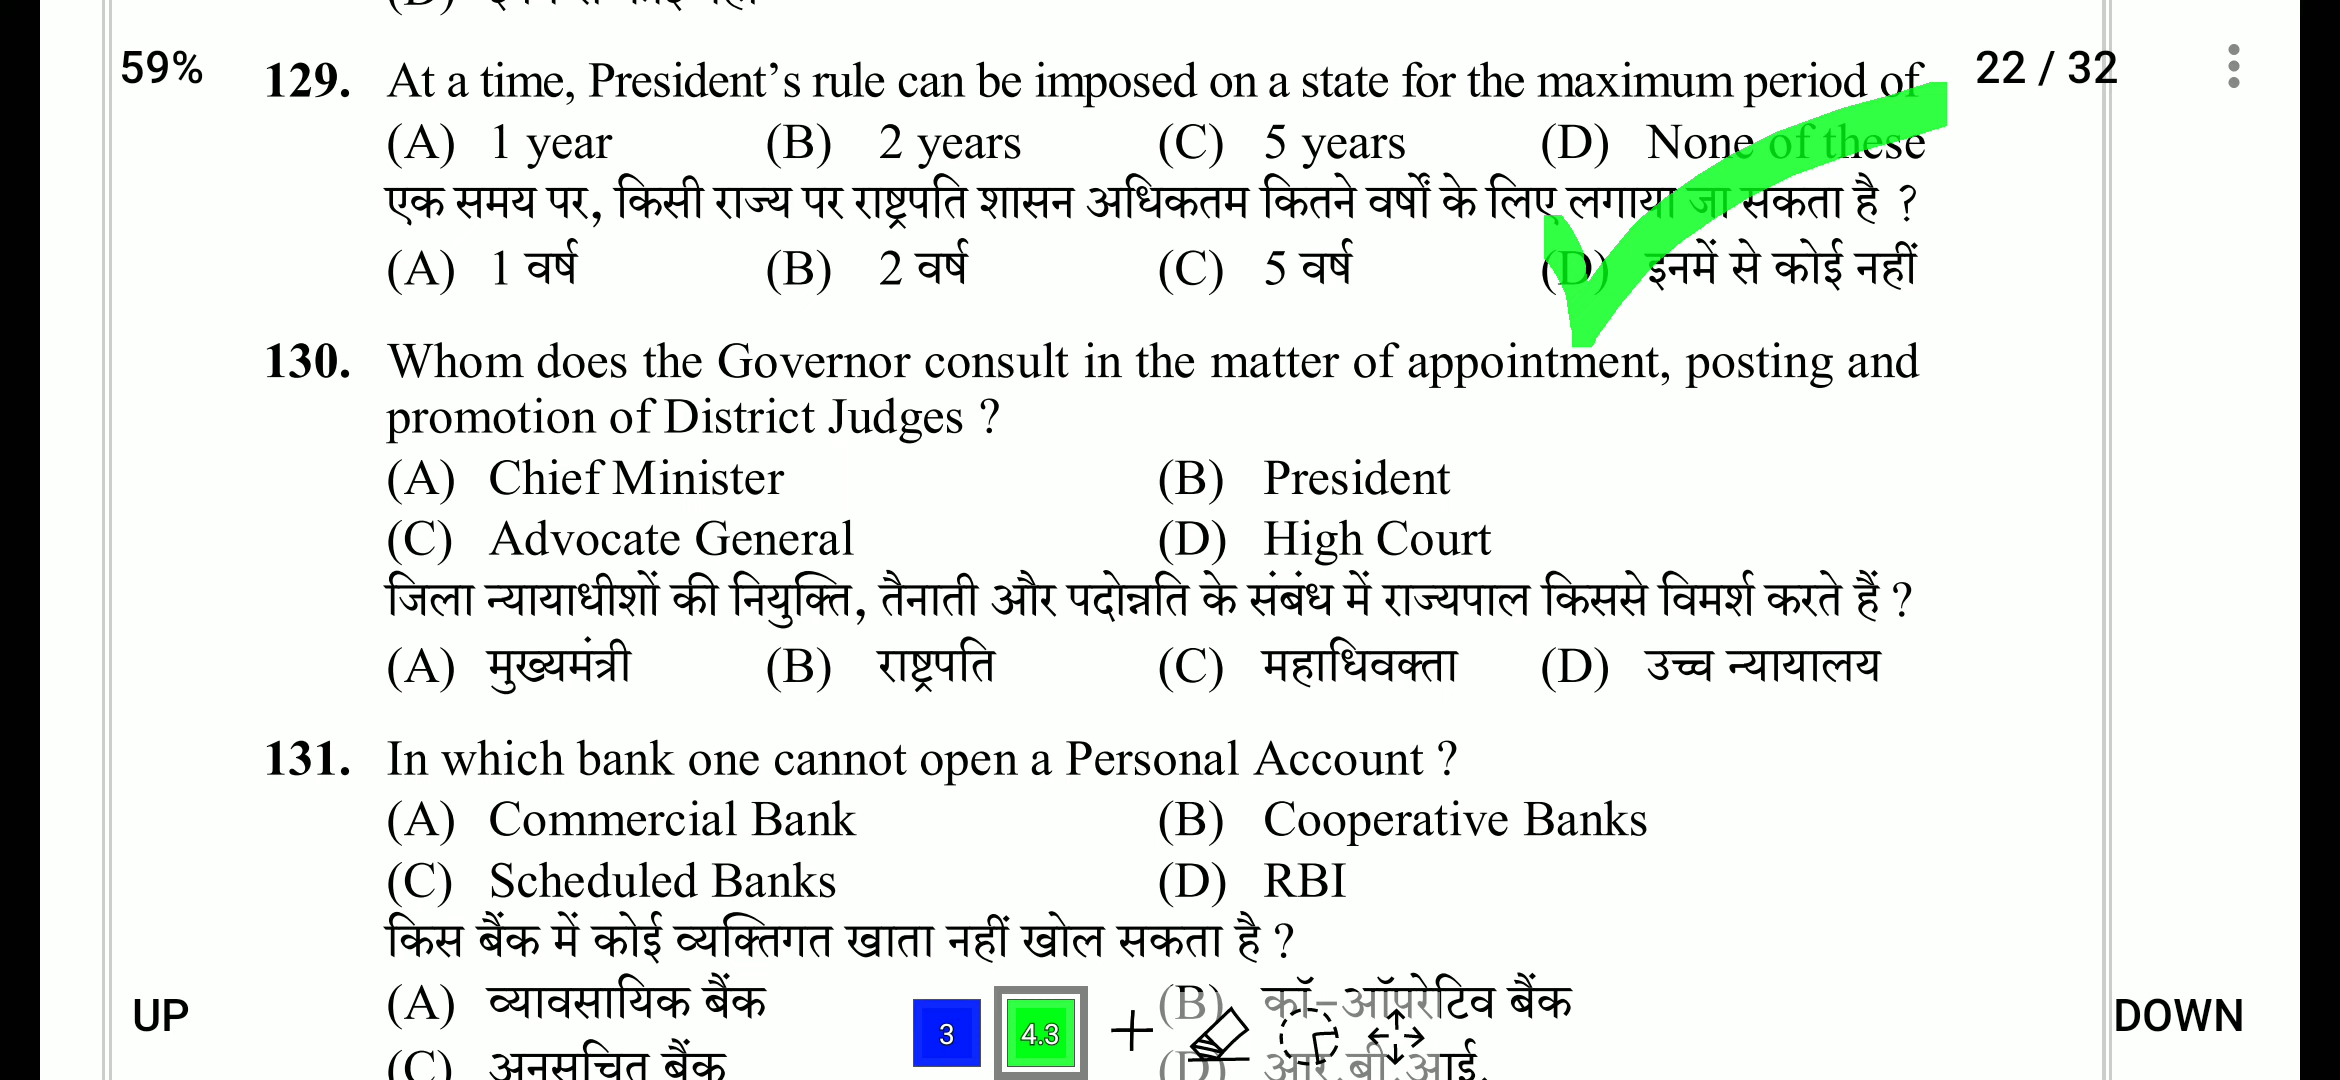 59%
22 / 32
129. At a time, President’s rule can be imposed on a state for the maximum period of
(A) 1 year (B) 2 years (C) 5 years (D) None of these
एक समय पर, किसी राज्य पर राष्ट्रपति शासन अधिकतम कितने वर्षों के लिए लगाया जा सकता है ?
(A) 1 वर्ष (B) 2 वर्ष (C) 5 वर्ष (D) इनमें से कोई नहीं
130. Whom does the Governor consult in the matter of appointment, posting and
promotion of District Judges ?
(A) Chief Minister (B) President
(C) Advocate General (D) High Court
जिला न्यायाधीशों की नियुक्ति, तैनाती और पदोन्नति के संबंध में राज्यपाल किससे विमर्श करते हैं ?
(A) मुख्यमंत्री (B) राष्ट्रपति (C) महाधिवक्ता (D) उच्च न्यायालय
131. In which bank one cannot open a Personal Account ?
(A) Commercial Bank (B) Cooperative Banks
(C) Scheduled Banks (D) RBI
किस बैंक में कोई व्यक्तिगत खाता नहीं खोल सकता है ?
(A) व्यावसायिक बैंक (B) कॉ-ऑपरेटिव बैंक
(C) अनुसूचित बैंक (D) आर.बी.आई.
UP
3
4.3
DOWN